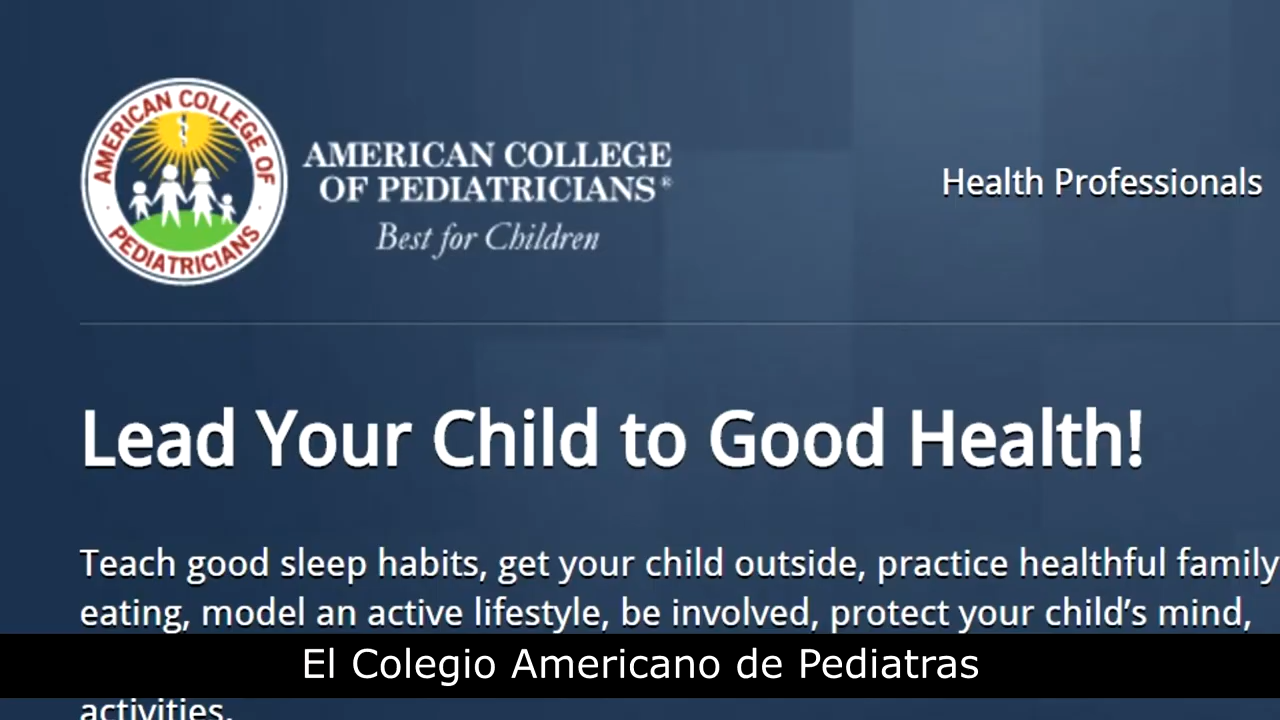 AMERICAN COLLEGE OF
PEDIATRICIANS
AMERICAN COLLEGE
OF PEDIATRICIANS®
Best for Children
Health Professionals
Lead Your Child to Good Health!
Teach good sleep habits, get your child outside, practice healthful family
eating, model an active lifestyle, be involved, protect your child’s mind,
El Colegio Americano de Pediatras
activities.